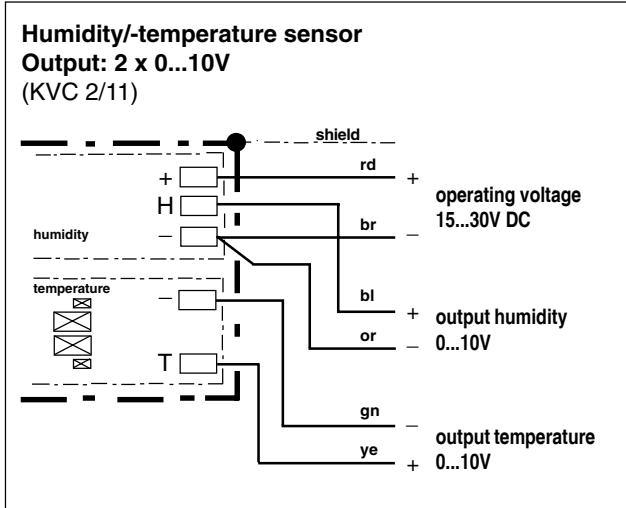 Humidity/-temperature sensor
Output: 2 x 0...10V
(KVC 2/11)
shield
rd
+
+
operating voltage
15...30V DC
H
br
humidity
–
–
temperature
–
bl
+
output humidity
0...10V
or
–
T
gn
–
output temperature
0...10V
ye
+